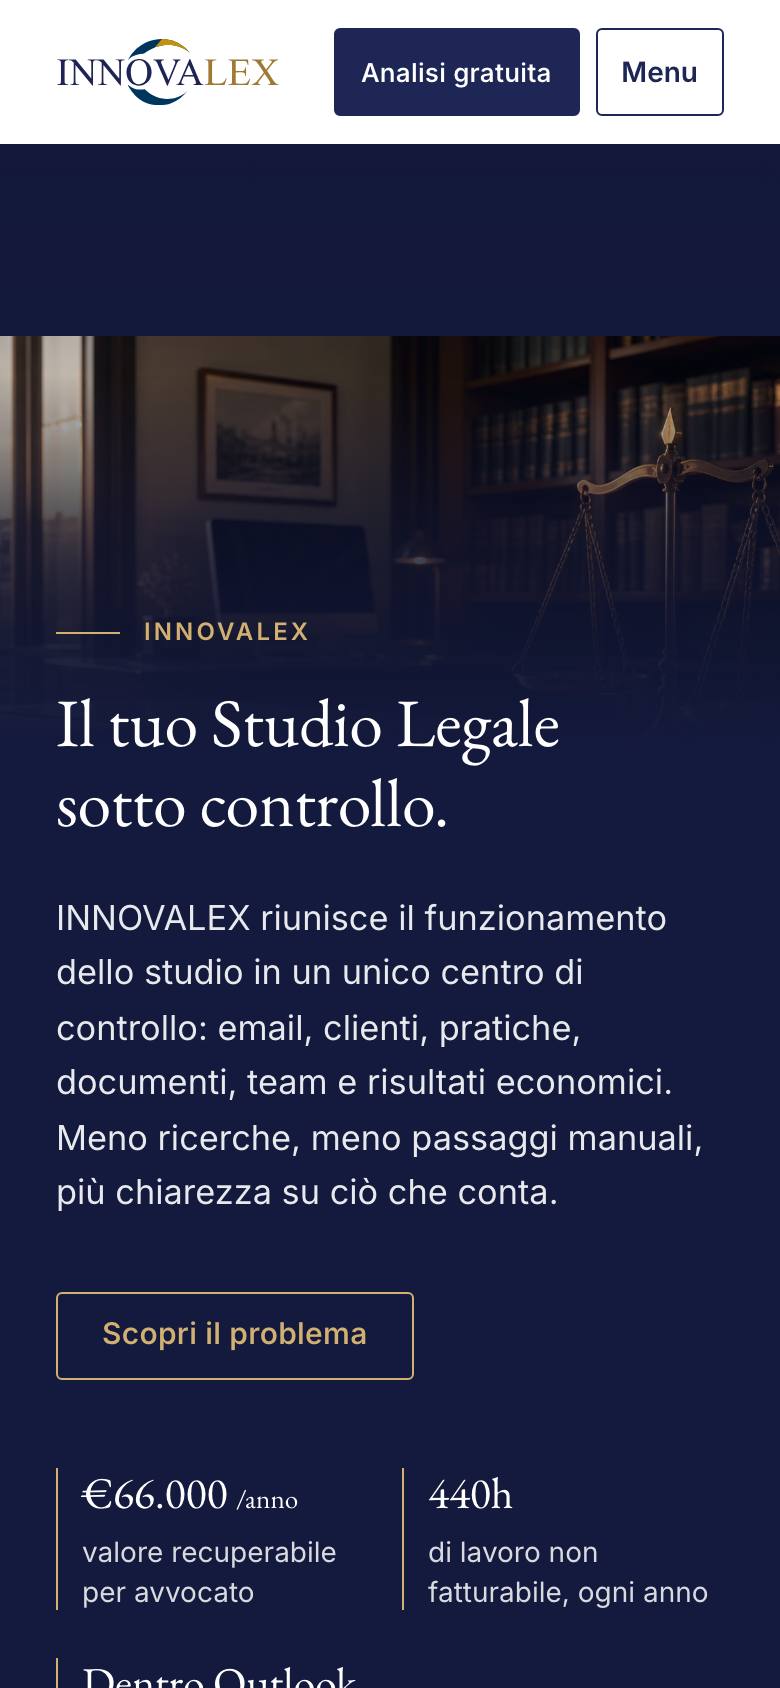 INNOVALEX
Analisi gratuita
Menu
INNOVALEX
Il tuo Studio Legale
sotto controllo.
INNOVALEX riunisce il funzionamento
dello studio in un unico centro di
controllo: email, clienti, pratiche,
documenti, team e risultati economici.
Meno ricerche, meno passaggi manuali,
più chiarezza su ciò che conta.
Scopri il problema
€66.000 /anno
valore recuperabile
per avvocato
440h
di lavoro non
fatturabile, ogni anno
Dentro Outlook